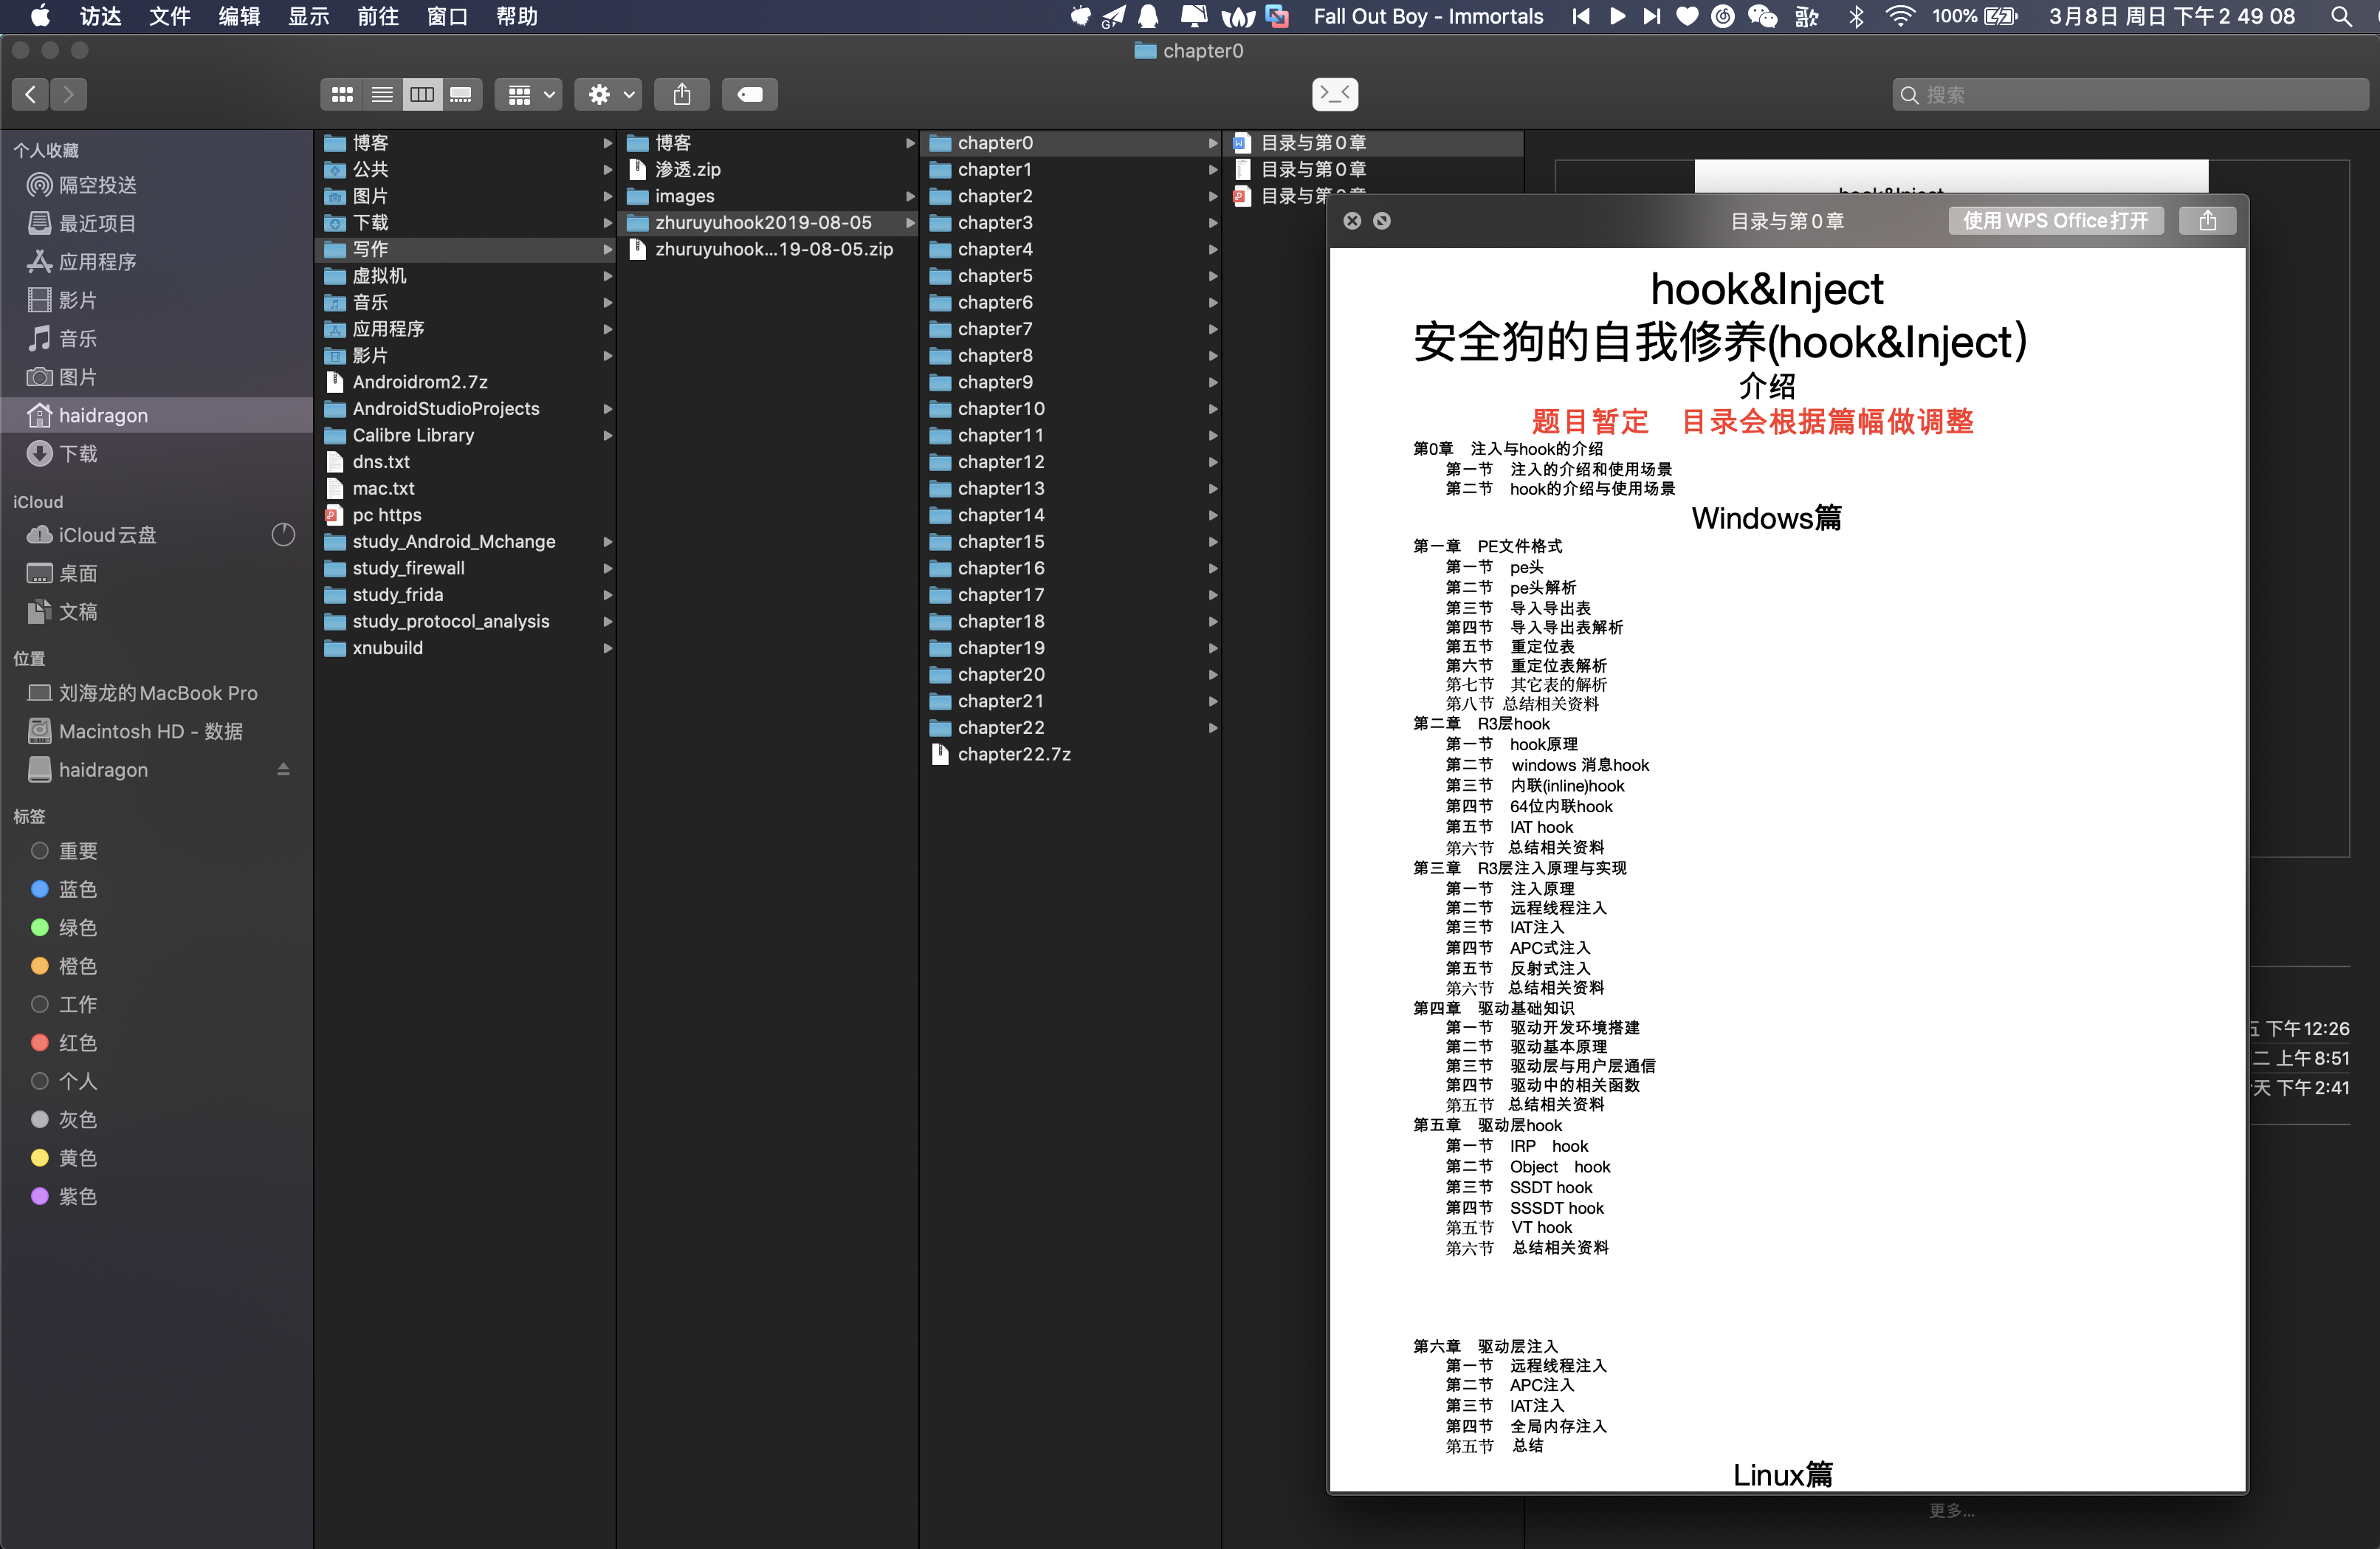 访达 文件 编辑 显示 前往 窗口 帮助 Fall Out Boy - Immortals 歌 100% 3月8日 周日 下午2 49 08
chapter0
搜索
个人收藏
隔空投送
最近项目
应用程序
影片
音乐
图片
haidragon
下载
iCloud
iCloud云盘
桌面
文稿
位置
刘海龙的MacBook Pro
Macintosh HD - 数据
haidragon
标签
重要
蓝色
绿色
橙色
工作
红色
个人
灰色
黄色
紫色
博客
公共
图片
下载
写作
虚拟机
音乐
应用程序
影片
Androidrom2.7z
AndroidStudioProjects
Calibre Library
dns.txt
mac.txt
pc https
study_Android_Mchange
study_firewall
study_frida
study_protocol_analysis
xnubuild
博客
渗透.zip
images
zhuruyuhook2019-08-05
zhuruyuhook...19-08-05.zip
chapter0
chapter1
chapter2
chapter3
chapter4
chapter5
chapter6
chapter7
chapter8
chapter9
chapter10
chapter11
chapter12
chapter13
chapter14
chapter15
chapter16
chapter17
chapter18
chapter19
chapter20
chapter21
chapter22
chapter22.7z
目录与第0章
目录与第0章
目录与第0章
hook&Inject
目录与第0章 使用WPS Office打开
hook&Inject
安全狗的自我修养(hook&Inject)
介绍
题目暂定 目录会根据篇幅做调整
第0章 注入与hook的介绍
第一节 注入的介绍和使用场景
第二节 hook的介绍与使用场景
Windows篇
第一章 PE文件格式
第一节 pe头
第二节 pe头解析
第三节 导入导出表
第四节 导入导出表解析
第五节 重定位表
第六节 重定位表解析
第七节 其它表的解析
第八节 总结相关资料
第二章 R3层hook
第一节 hook原理
第二节 windows 消息hook
第三节 内联(inline)hook
第四节 64位内联hook
第五节 IAT hook
第六节 总结相关资料
第三章 R3层注入原理与实现
第一节 注入原理
第二节 远程线程注入
第三节 IAT注入
第四节 APC式注入
第五节 反射式注入
第六节 总结相关资料
第四章 驱动基础知识
第一节 驱动开发环境搭建
第二节 驱动基本原理
第三节 驱动层与用户层通信
第四节 驱动中的相关函数
第五节 总结相关资料
第五章 驱动层hook
第一节 IRP hook
第二节 Object hook
第三节 SSDT hook
第四节 SSSDT hook
第五节 VT hook
第六节 总结相关资料
第六章 驱动层注入
第一节 远程线程注入
第二节 APC注入
第三节 IAT注入
第四节 全局内存注入
第五节 总结
Linux篇
五 下午12:26
二 上午8:51
天 下午2:41
更多...